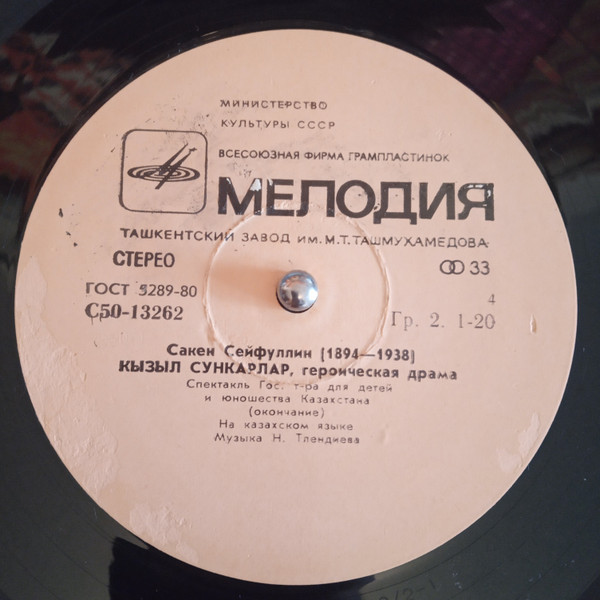 МИНИСТЕРСТВО
КУЛЬТУРЫ СССР
ВСЕСОЮЗНАЯ ФИРМА ГРАМПЛАСТИНОК
МЕЛОДИЯ
ТАШКЕНТСКИЙ ЗАВОД ИМ. М.Т.ТАШМУХАМЕДОВА
СТЕРЕО
33
ГОСТ 5289-80
4
С50-13262
Гр. 2. 1-20
Сакен Сейфуллин (1894—1938)
КЫЗЫЛ СУНКАРЛАР, героическая драма
Спектакль Гос. т-ра для детей
и юношества Казахстана
(окончание)
На казахском языке
Музыка Н. Тлендиева